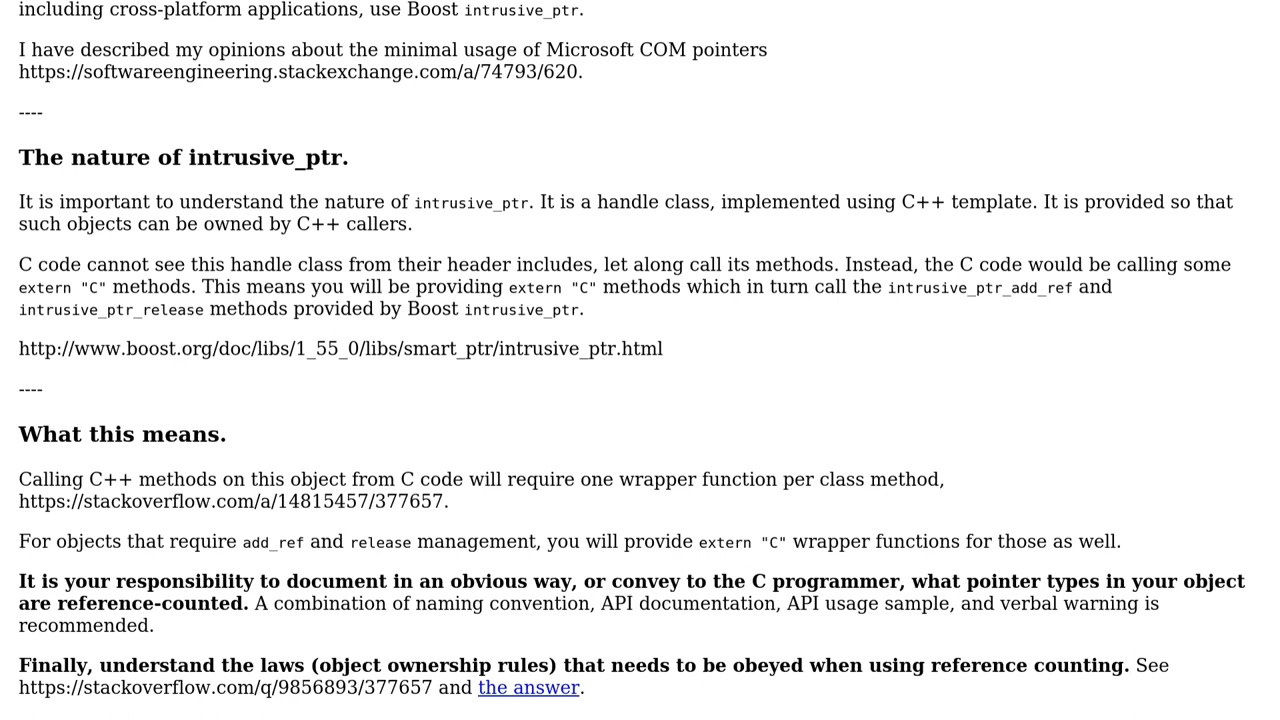 including cross-platform applications, use Boost intrusive_ptr.
I have described my opinions about the minimal usage of Microsoft COM pointers
https://softwareengineering.stackexchange.com/a/74793/620.
----
The nature of intrusive_ptr.
It is important to understand the nature of intrusive_ptr. It is a handle class, implemented using C++ template. It is provided so that
such objects can be owned by C++ callers.
C code cannot see this handle class from their header includes, let along call its methods. Instead, the C code would be calling some
extern "C" methods. This means you will be providing extern "C" methods which in turn call the intrusive_ptr_add_ref and
intrusive_ptr_release methods provided by Boost intrusive_ptr.
http://www.boost.org/doc/libs/1_55_0/libs/smart_ptr/intrusive_ptr.html
----
What this means.
Calling C++ methods on this object from C code will require one wrapper function per class method,
https://stackoverflow.com/a/14815457/377657.
For objects that require add_ref and release management, you will provide extern "C" wrapper functions for those as well.
It is your responsibility to document in an obvious way, or convey to the C programmer, what pointer types in your object
are reference-counted. A combination of naming convention, API documentation, API usage sample, and verbal warning is
recommended.
Finally, understand the laws (object ownership rules) that needs to be obeyed when using reference counting. See
https://stackoverflow.com/q/9856893/377657 and the answer.